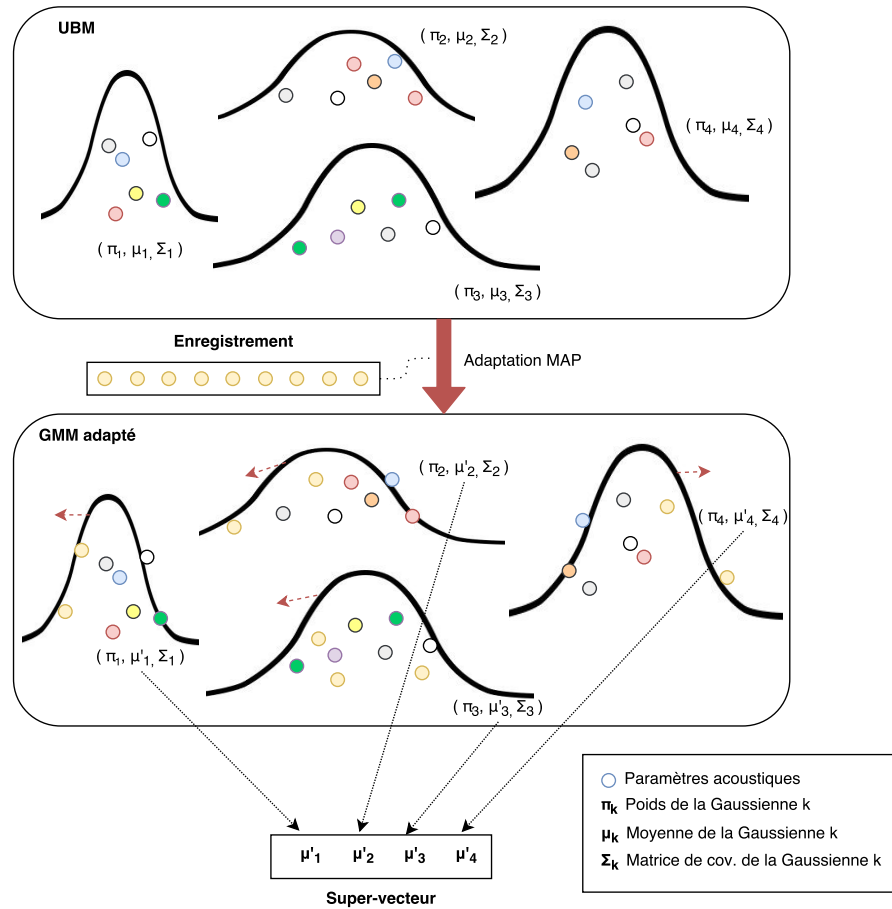 UBM
( π2, μ2, Σ2)
( π4, μ4, Σ4)
( π1, μ1, Σ1)
( π3, μ3, Σ3)
Enregistrement
Adaptation MAP
GMM adapté
( π2, μ'2, Σ2)
( π4, μ'4, Σ4)
( π1, μ'1, Σ1)
( π3, μ'3, Σ3)
Paramètres acoustiques
πk Poids de la Gaussienne k
μk Moyenne de la Gaussienne k
Σk Matrice de cov. de la Gaussienne k
μ'1 μ'2 μ'3 μ'4
Super-vecteur